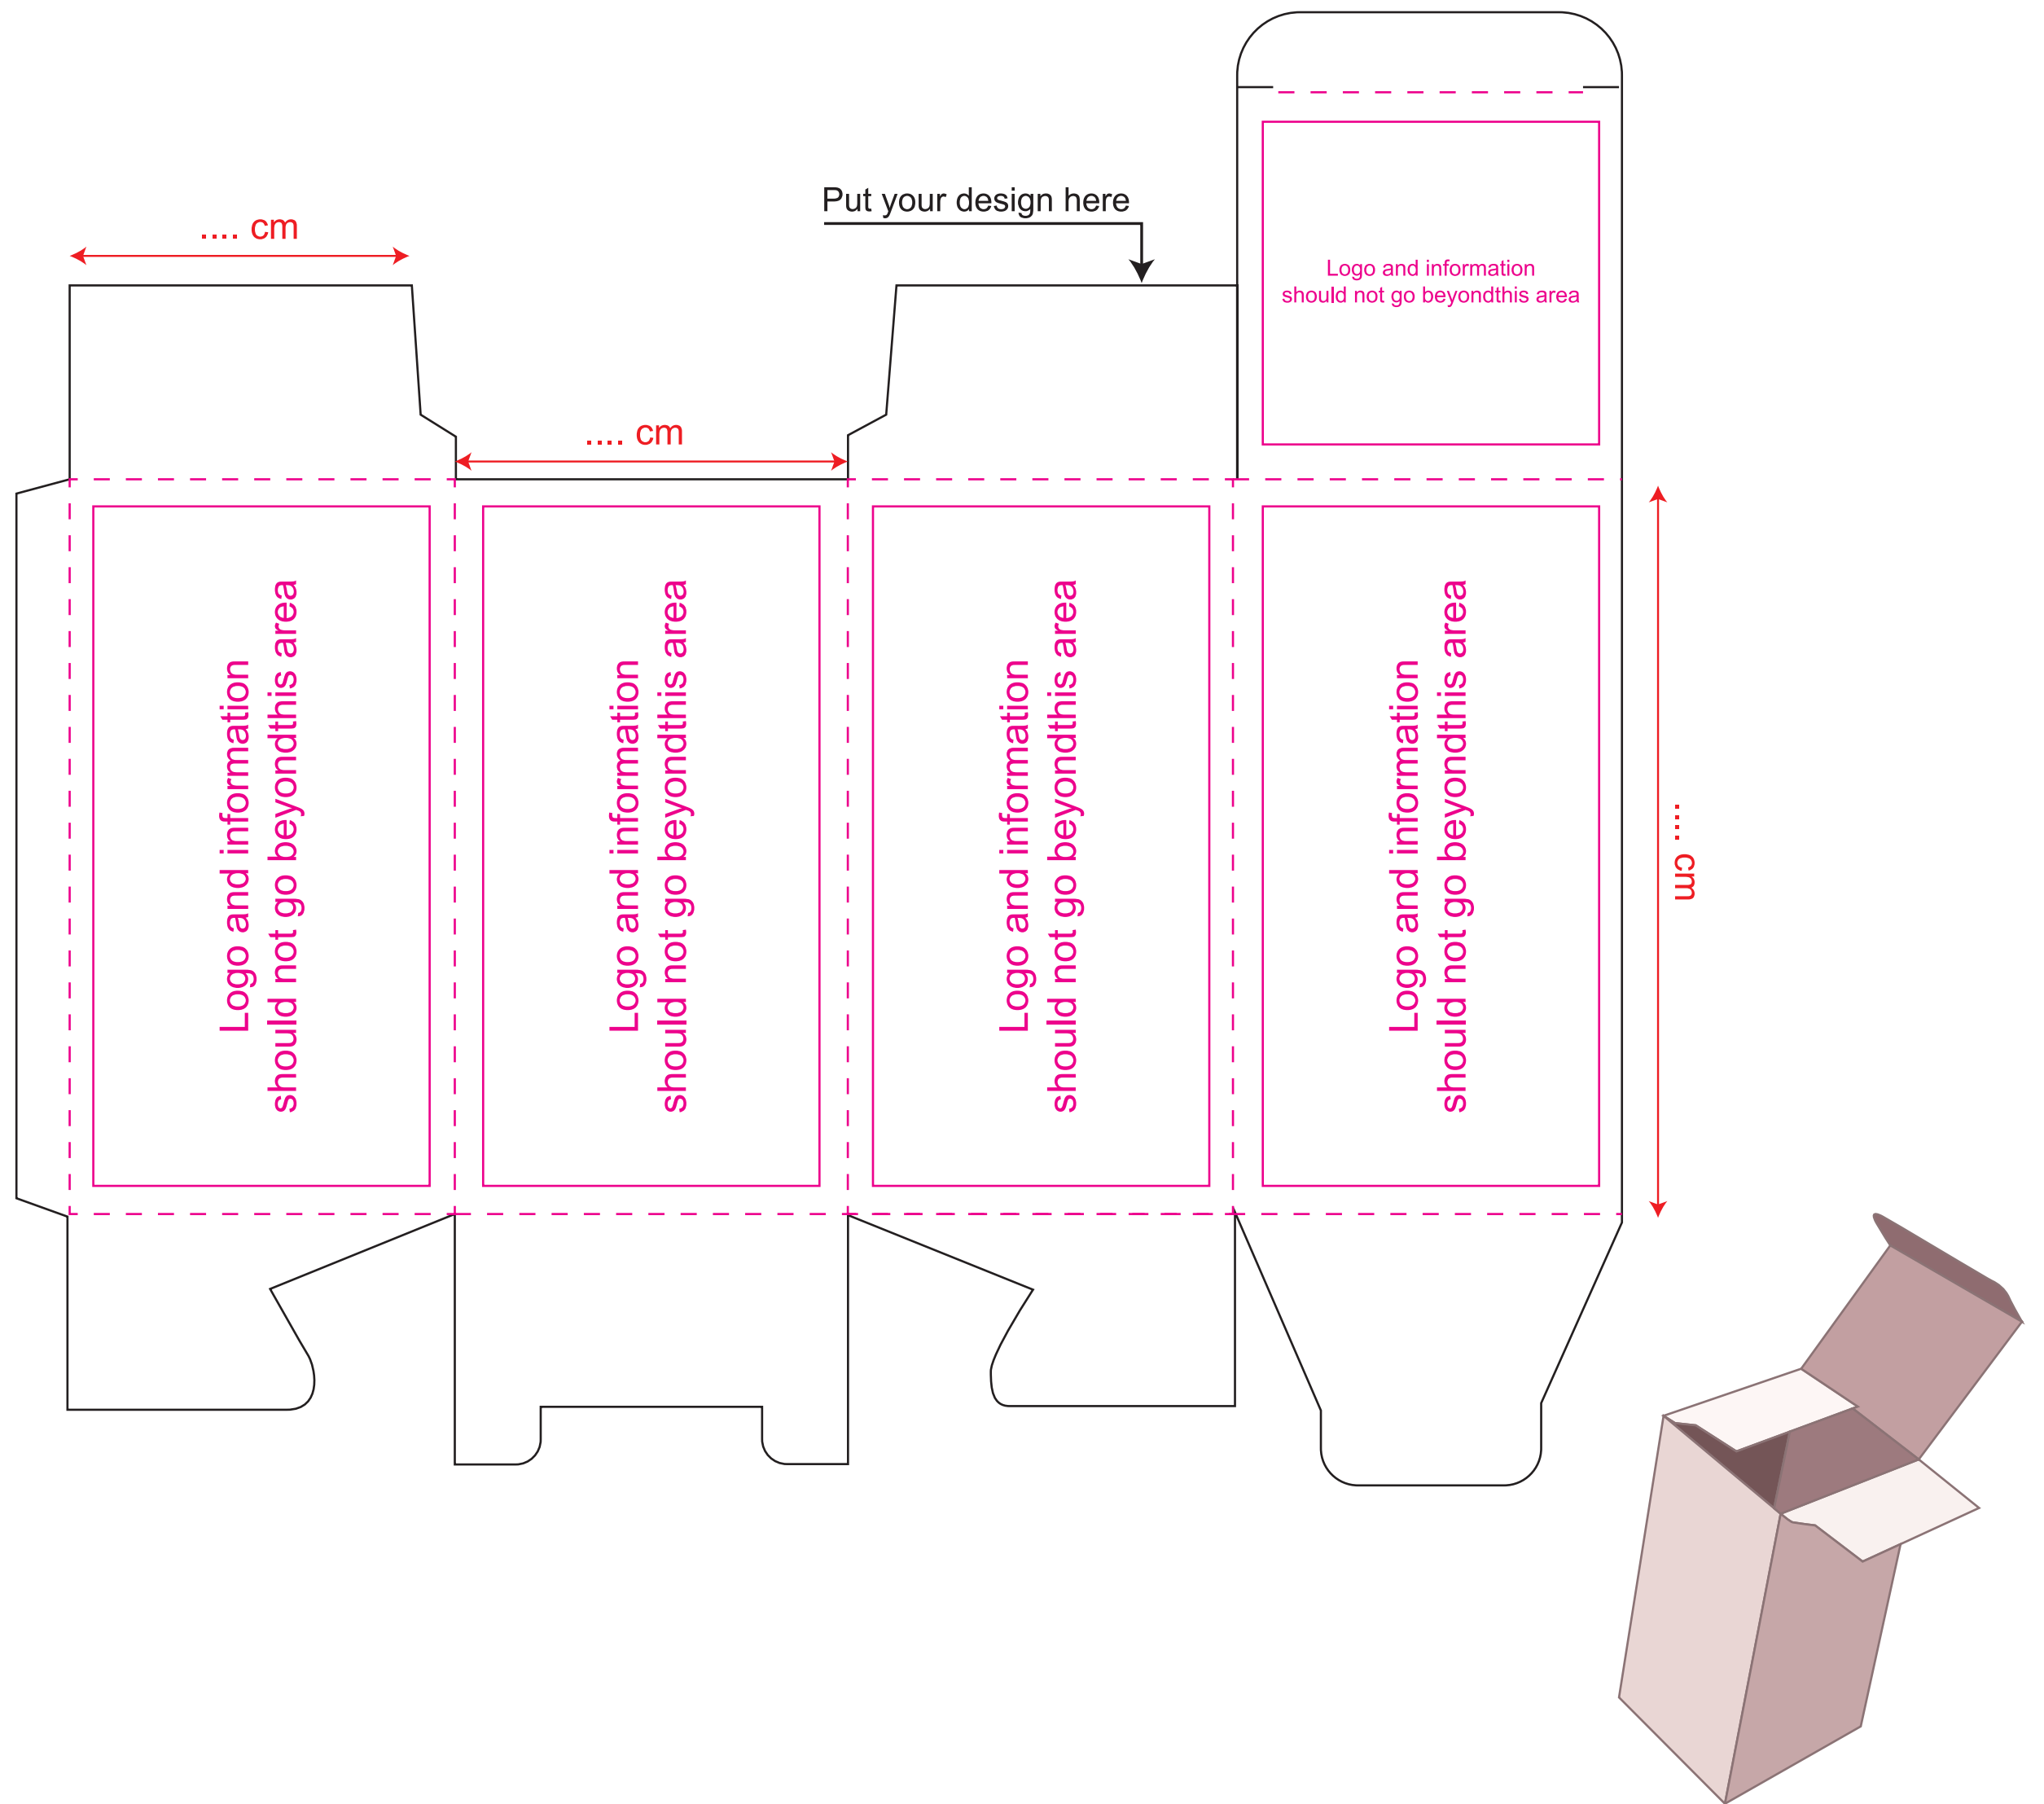 Put your design here
.... cm
Logo and information
should not go beyondthis area
.... cm
Logo and information
should not go beyondthis area
Logo and information
should not go beyondthis area
Logo and information
should not go beyondthis area
Logo and information
should not go beyondthis area
.... cm